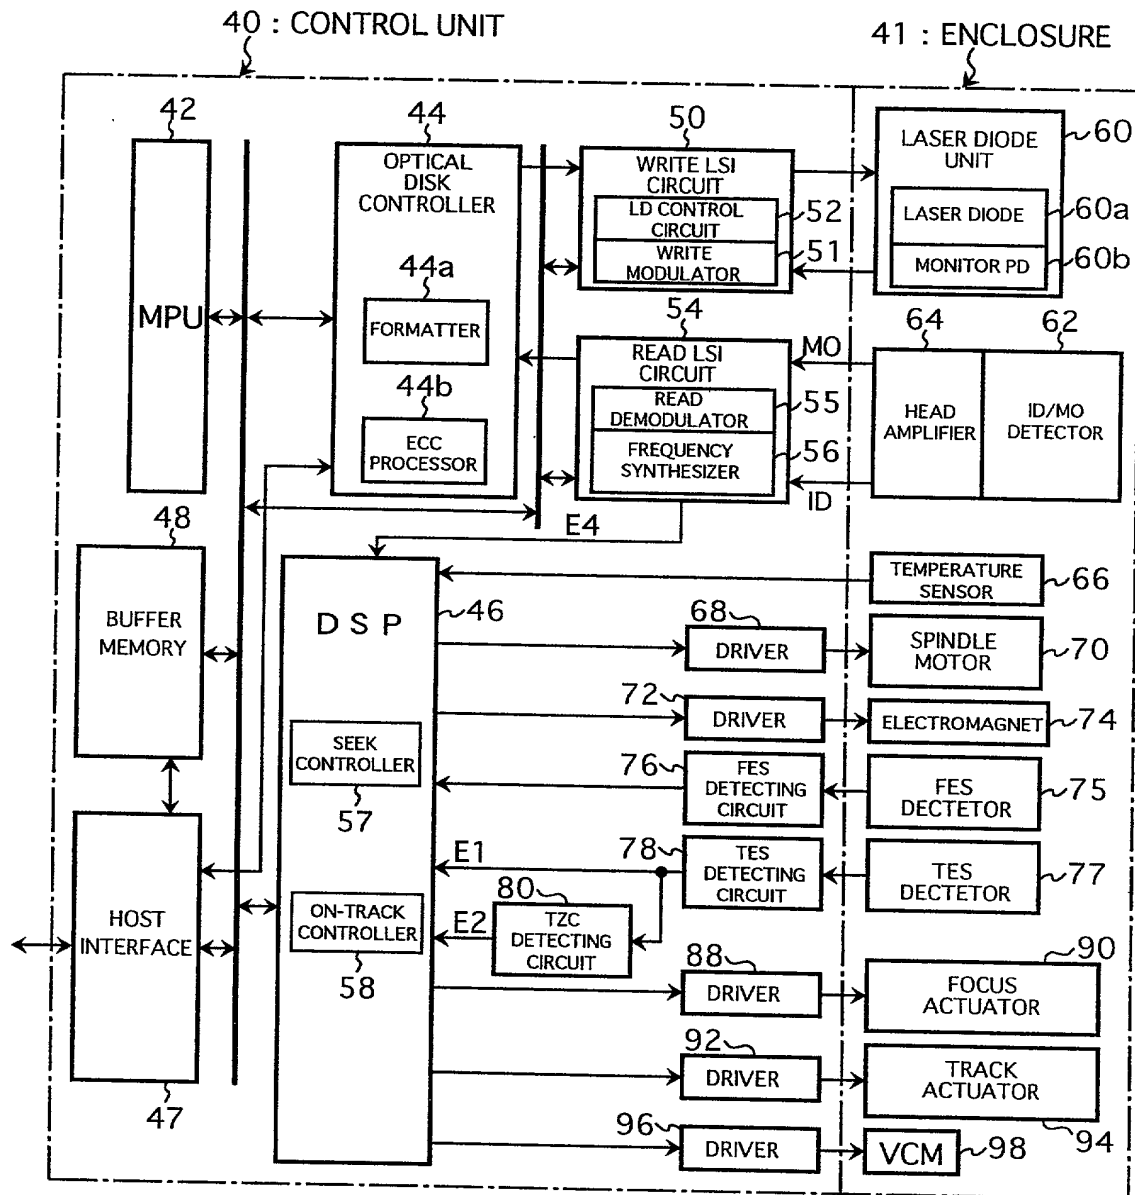 40 : CONTROL UNIT
41 : ENCLOSURE
42
MPU
44
OPTICAL
DISK
CONTROLLER
44a
FORMATTER
44b
ECC
PROCESSOR
50
WRITE LSI
CIRCUIT
LD CONTROL
CIRCUIT
52
WRITE
MODULATOR
51
LASER DIODE
UNIT
60
LASER DIODE
60a
MONITOR PD
60b
54
READ LSI
CIRCUIT
READ
DEMODULATOR
55
FREQUENCY
SYNTHESIZER
56
MO
ID
64
HEAD
AMPLIFIER
62
ID/MO
DETECTOR
E4
48
BUFFER
MEMORY
HOST
INTERFACE
47
DSP
46
SEEK
CONTROLLER
57
ON-TRACK
CONTROLLER
58
TEMPERATURE
SENSOR
66
68
DRIVER
SPINDLE
MOTOR
70
72
DRIVER
ELECTROMAGNET
74
76
FES
DETECTING
CIRCUIT
FES
DECTETOR
75
E1
78
TES
DETECTING
CIRCUIT
TES
DECTETOR
77
E2
80
TZC
DETECTING
CIRCUIT
88
DRIVER
90
FOCUS
ACTUATOR
92
DRIVER
TRACK
ACTUATOR
94
96
DRIVER
VCM
98